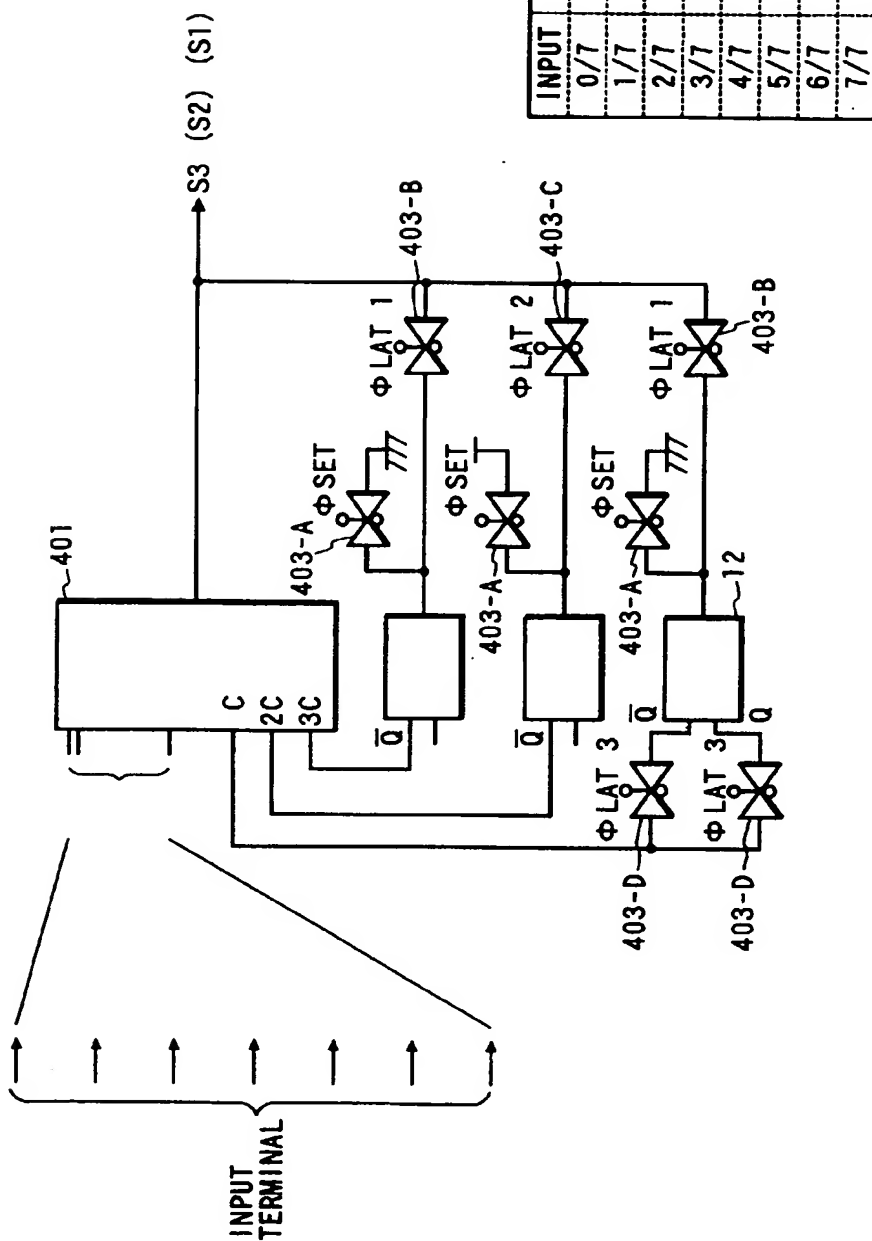 INPUT
TERMINAL
401
C
2C
3C
S3 (S2) (S1)
Q̅
403-A
Φ SET
Φ LAT 1
403-B
Q̅
403-A
Φ SET
Φ LAT 2
403-C
403-D
Φ LAT 3
Q̅
Φ LAT 3
Q
403-D
12
403-A
Φ SET
Φ LAT 1
403-B
INPUT
0/7
1/7
2/7
3/7
4/7
5/7
6/7
7/7